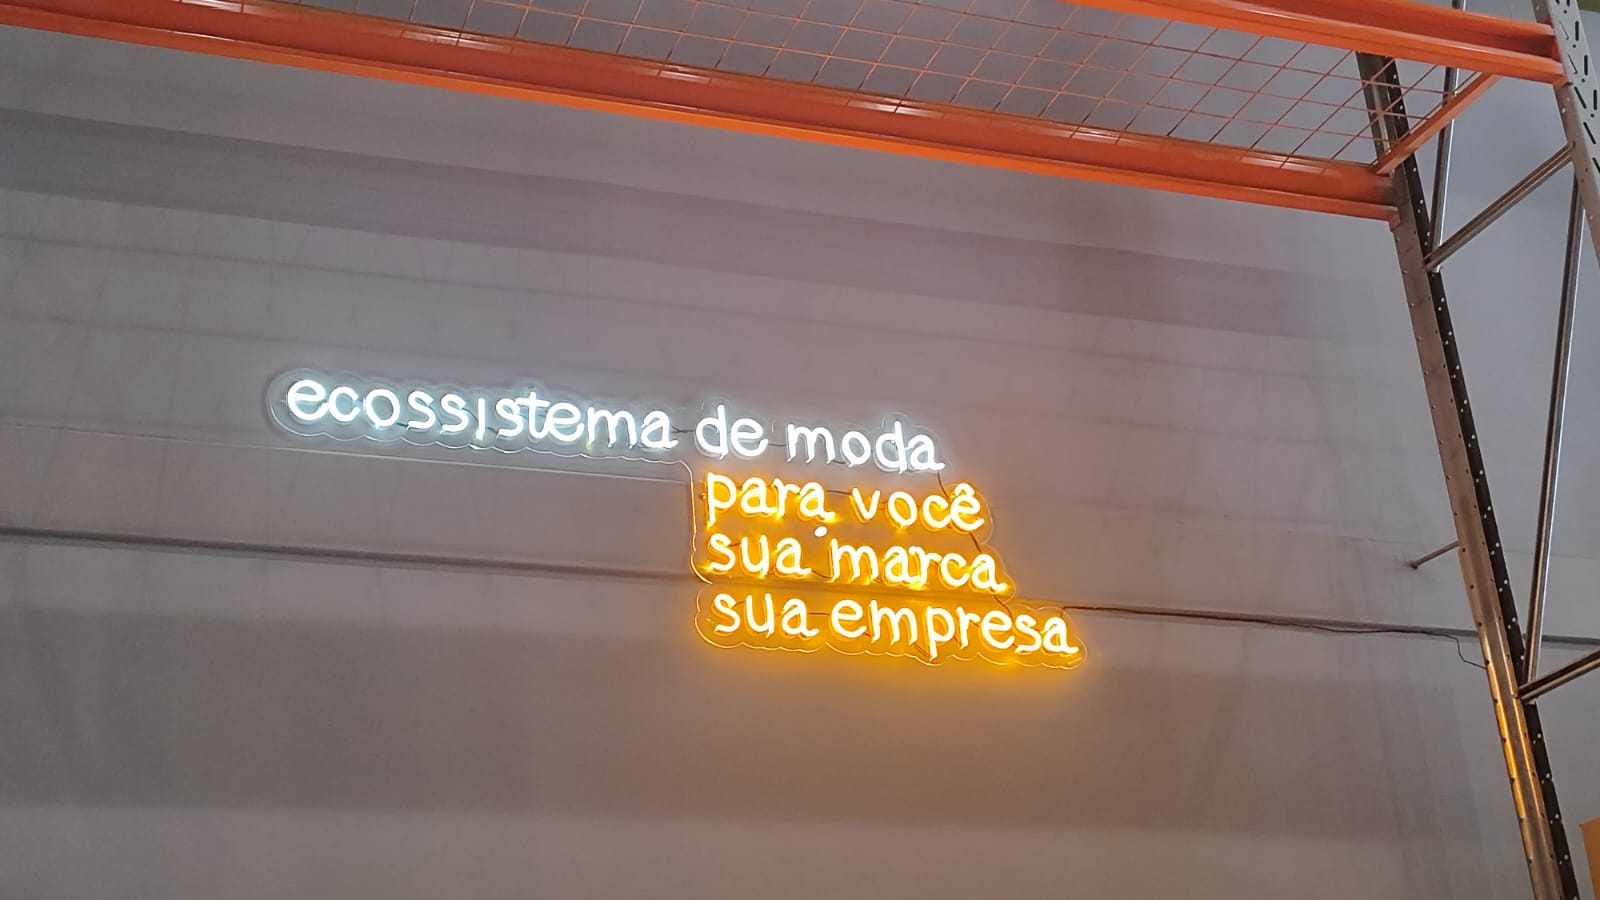 ecossistema de moda
para você
sua marca
sua empresa